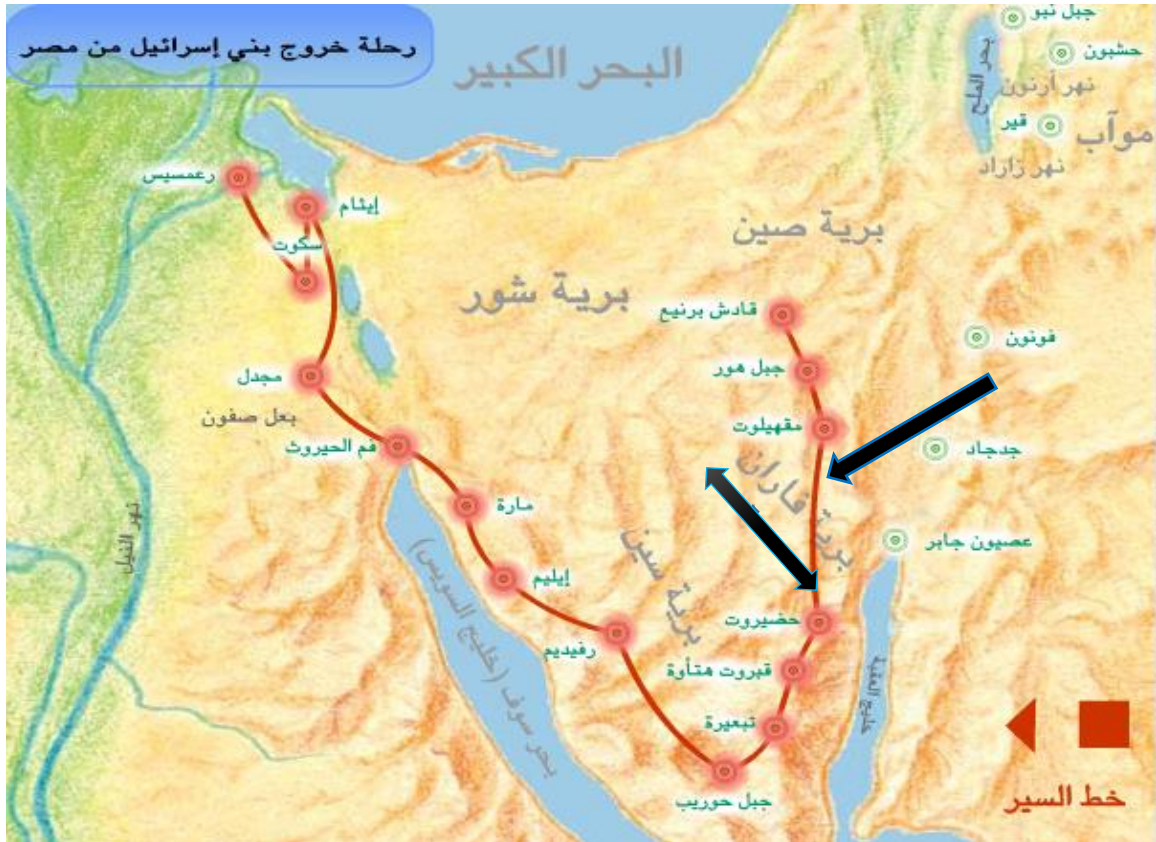 رحلة خروج بني إسرائيل من مصر
البحر الكبير
جبل نبو
حشبون
بحر الملح
نهر أرنون
قير
موآب
نهر زاراد
رعمسيس
إيثام
سكوت
برية صين
برية شور
قادش برنيع
فونون
جبل هور
مجدل
بعل صفون
مقهيلوت
فم الحيروث
جدجاد
برية فاران
مارة
نهر النيل
عصيون جابر
برية سين
إيليم
بحر سوف (خليج السويس)
حضيروت
رفيديم
قبروت هتأوة
خليج العقبة
تبعيرة
جبل حوريب
خط السير